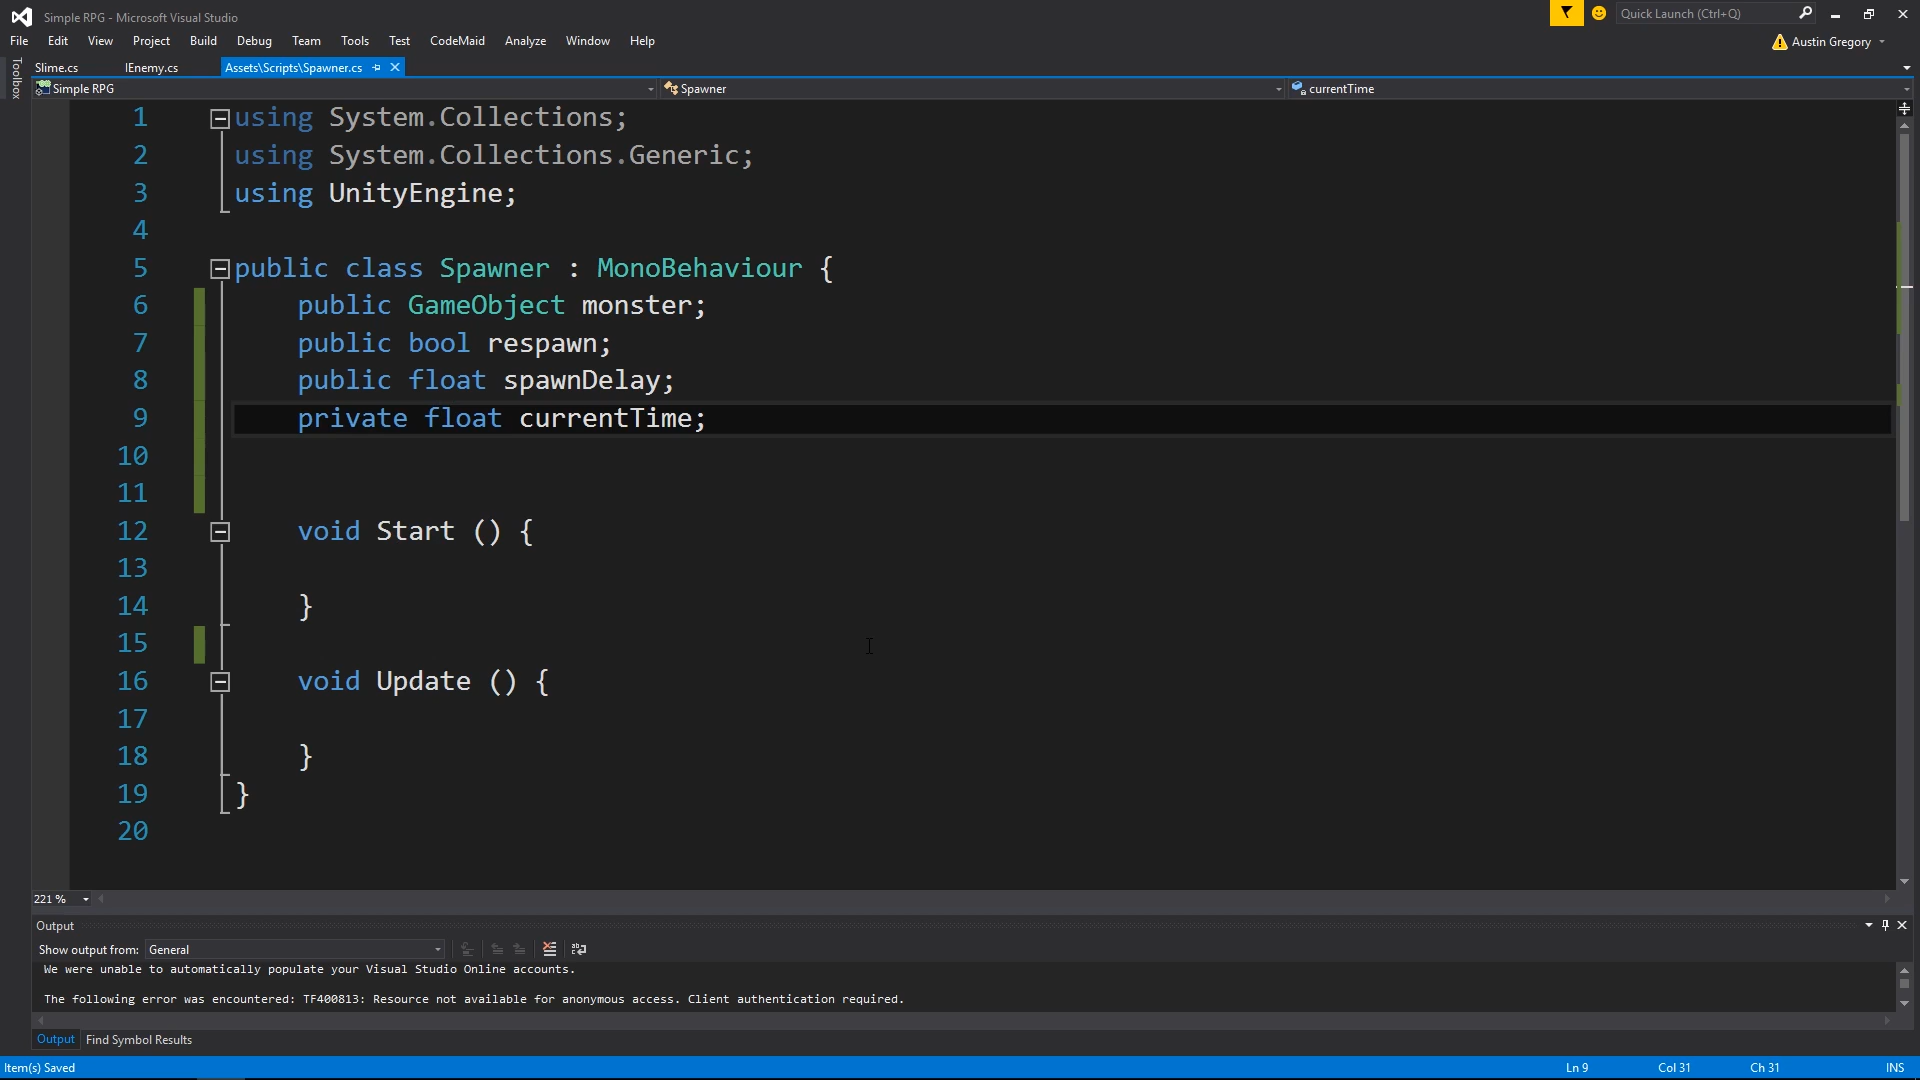 Simple RPG - Microsoft Visual Studio
Quick Launch (Ctrl+Q)
File Edit View Project Build Debug Team Tools Test CodeMaid Analyze Window Help
Austin Gregory
Toolbox
Slime.cs IEnemy.cs Assets\Scripts\Spawner.cs
Simple RPG Spawner currentTime
1 using System.Collections;
2 using System.Collections.Generic;
3 using UnityEngine;
4
5 public class Spawner : MonoBehaviour {
6 public GameObject monster;
7 public bool respawn;
8 public float spawnDelay;
9 private float currentTime;
10
11
12 void Start () {
13
14 }
15
16 void Update () {
17
18 }
19 }
20
221 %
Output
Show output from: General
We were unable to automatically populate your Visual Studio Online accounts.
The following error was encountered: TF400813: Resource not available for anonymous access. Client authentication required.
Output Find Symbol Results
Item(s) Saved Ln 9 Col 31 Ch 31 INS